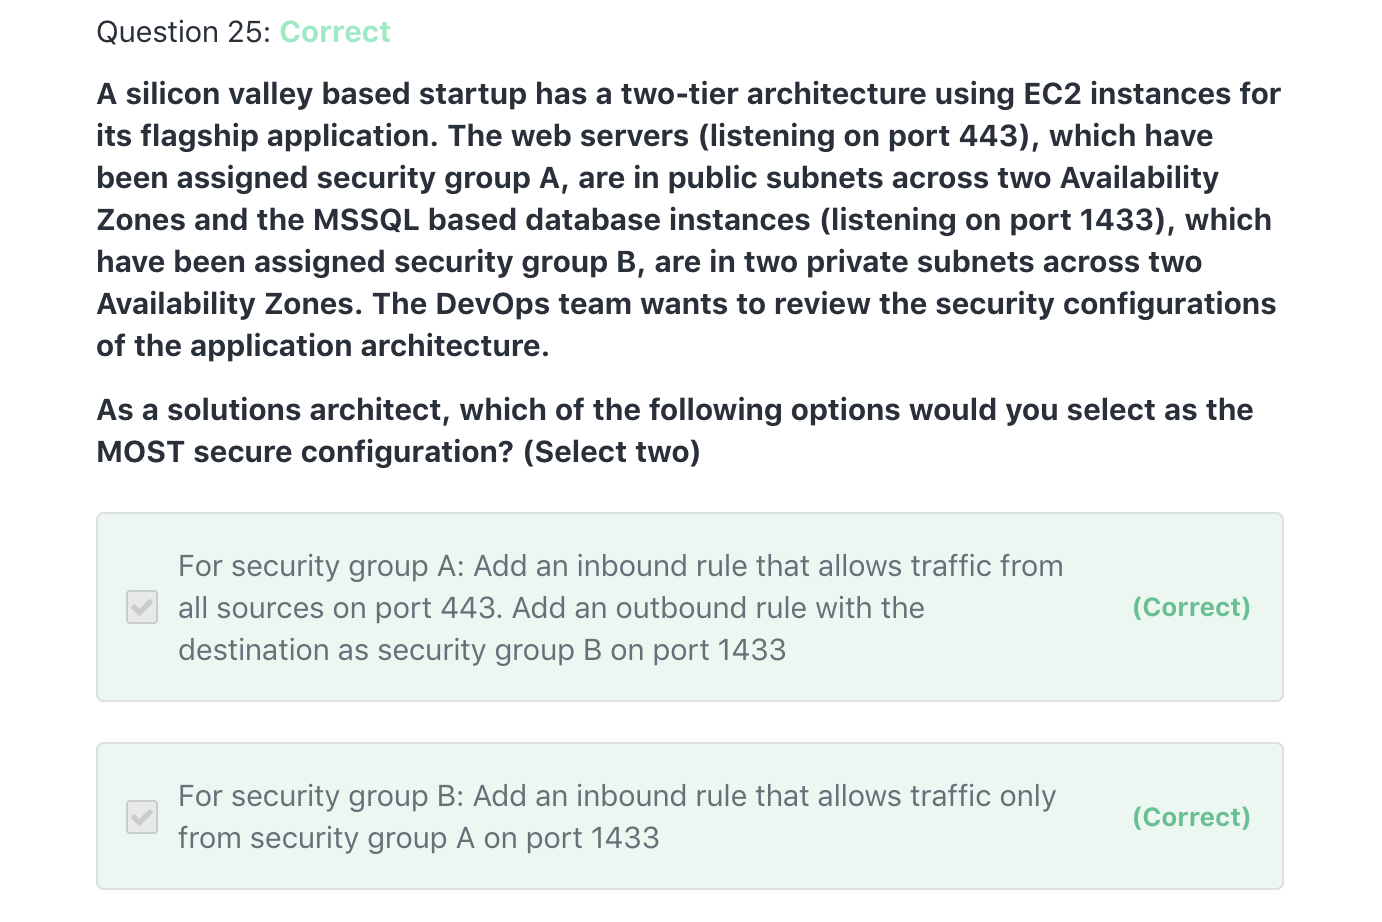 Question 25: Correct
A silicon valley based startup has a two-tier architecture using EC2 instances for
its flagship application. The web servers (listening on port 443), which have
been assigned security group A, are in public subnets across two Availability
Zones and the MSSQL based database instances (listening on port 1433), which
have been assigned security group B, are in two private subnets across two
Availability Zones. The DevOps team wants to review the security configurations
of the application architecture.
As a solutions architect, which of the following options would you select as the
MOST secure configuration? (Select two)
For security group A: Add an inbound rule that allows traffic from
all sources on port 443. Add an outbound rule with the
destination as security group B on port 1433
(Correct)
For security group B: Add an inbound rule that allows traffic only
from security group A on port 1433
(Correct)